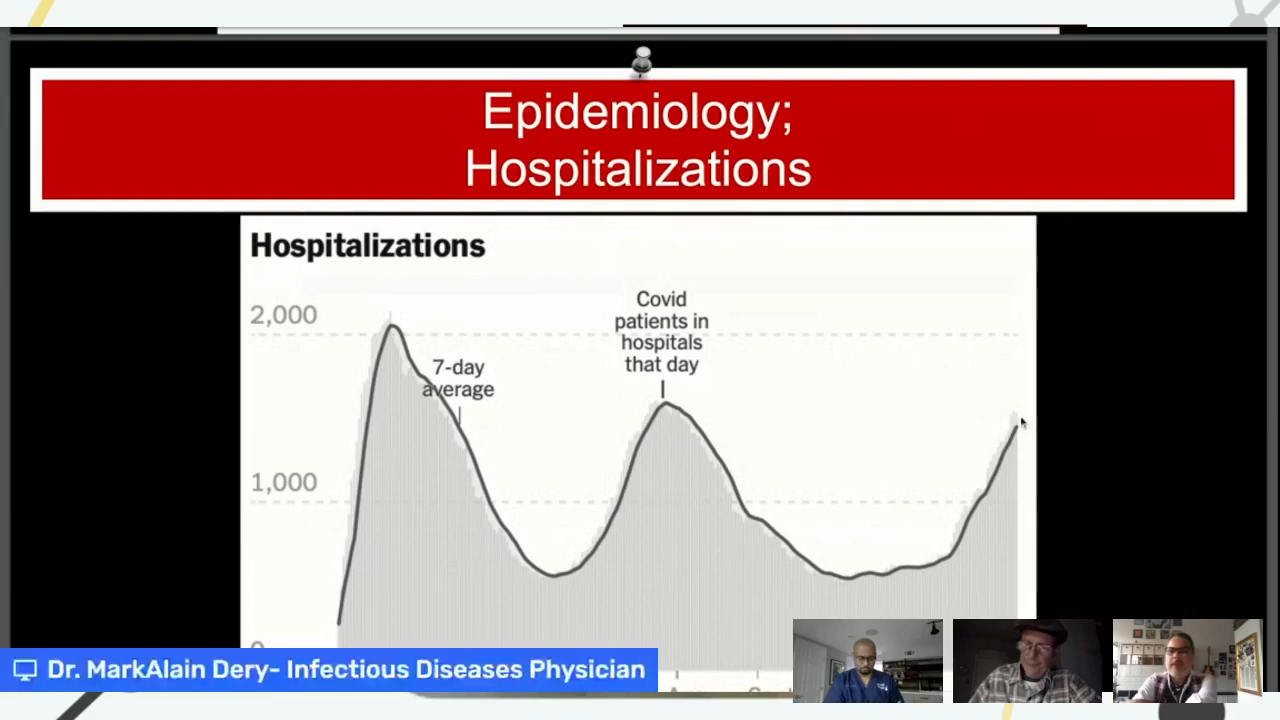 Epidemiology;
Hospitalizations
Hospitalizations
Covid
patients in
hospitals
that day
2,000
7-day
average
1,000
0
Dr. MarkAlain Dery- Infectious Diseases Physician